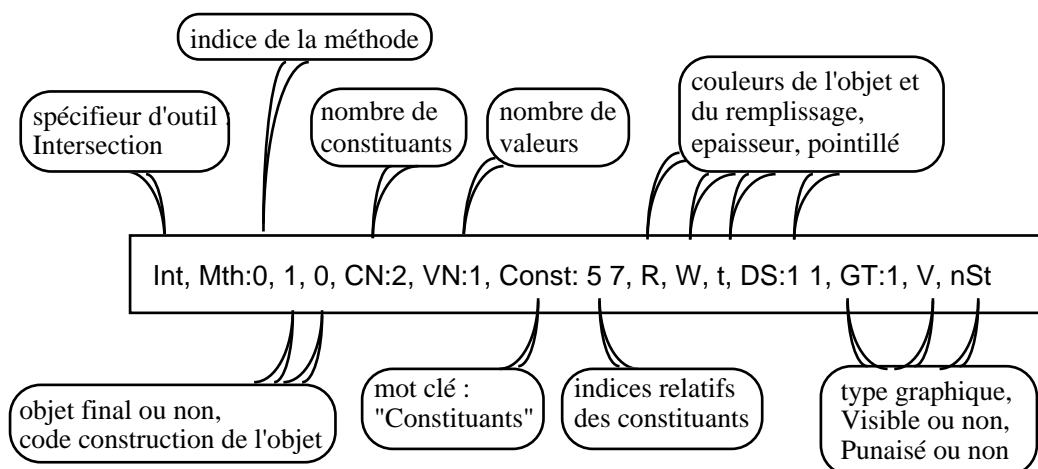 indice de la méthode
spécifieur d'outil :
Intersection
nombre de
constituants
nombre de
valeurs
couleurs de l'objet et
du remplissage,
epaisseur, pointillé
Int, Mth:0, 1, 0, CN:2, VN:1, Const: 5 7, R, W, t, DS:1 1, GT:1, V, nSt
objet final ou non,
code construction de l'objet
mot clé :
"Constituants"
indices relatifs
des constituants
type graphique,
Visible ou non,
Punaisé ou non